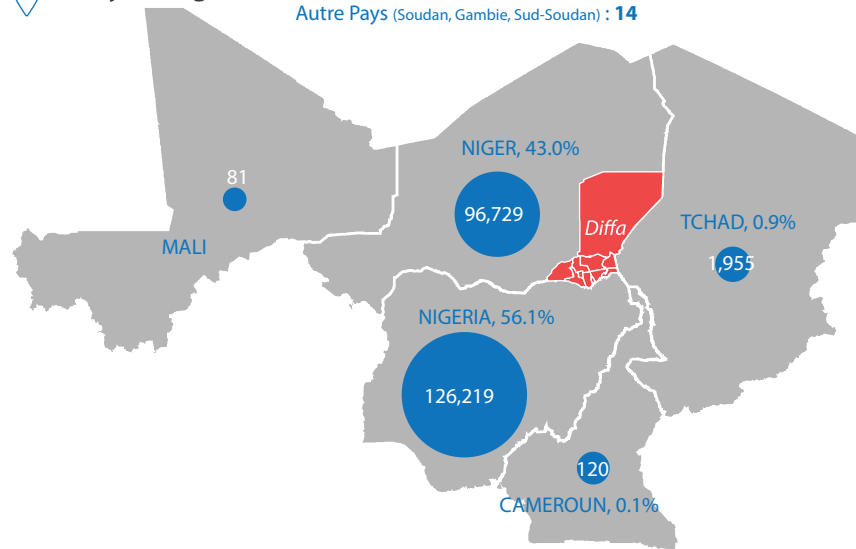 Autre Pays (Soudan, Gambie, Sud-Soudan) : 14
NIGER, 43.0%
81
96,729
Diffa
TCHAD, 0.9%
MALI
1,955
NIGERIA, 56.1%
126,219
120
CAMEROUN, 0.1%